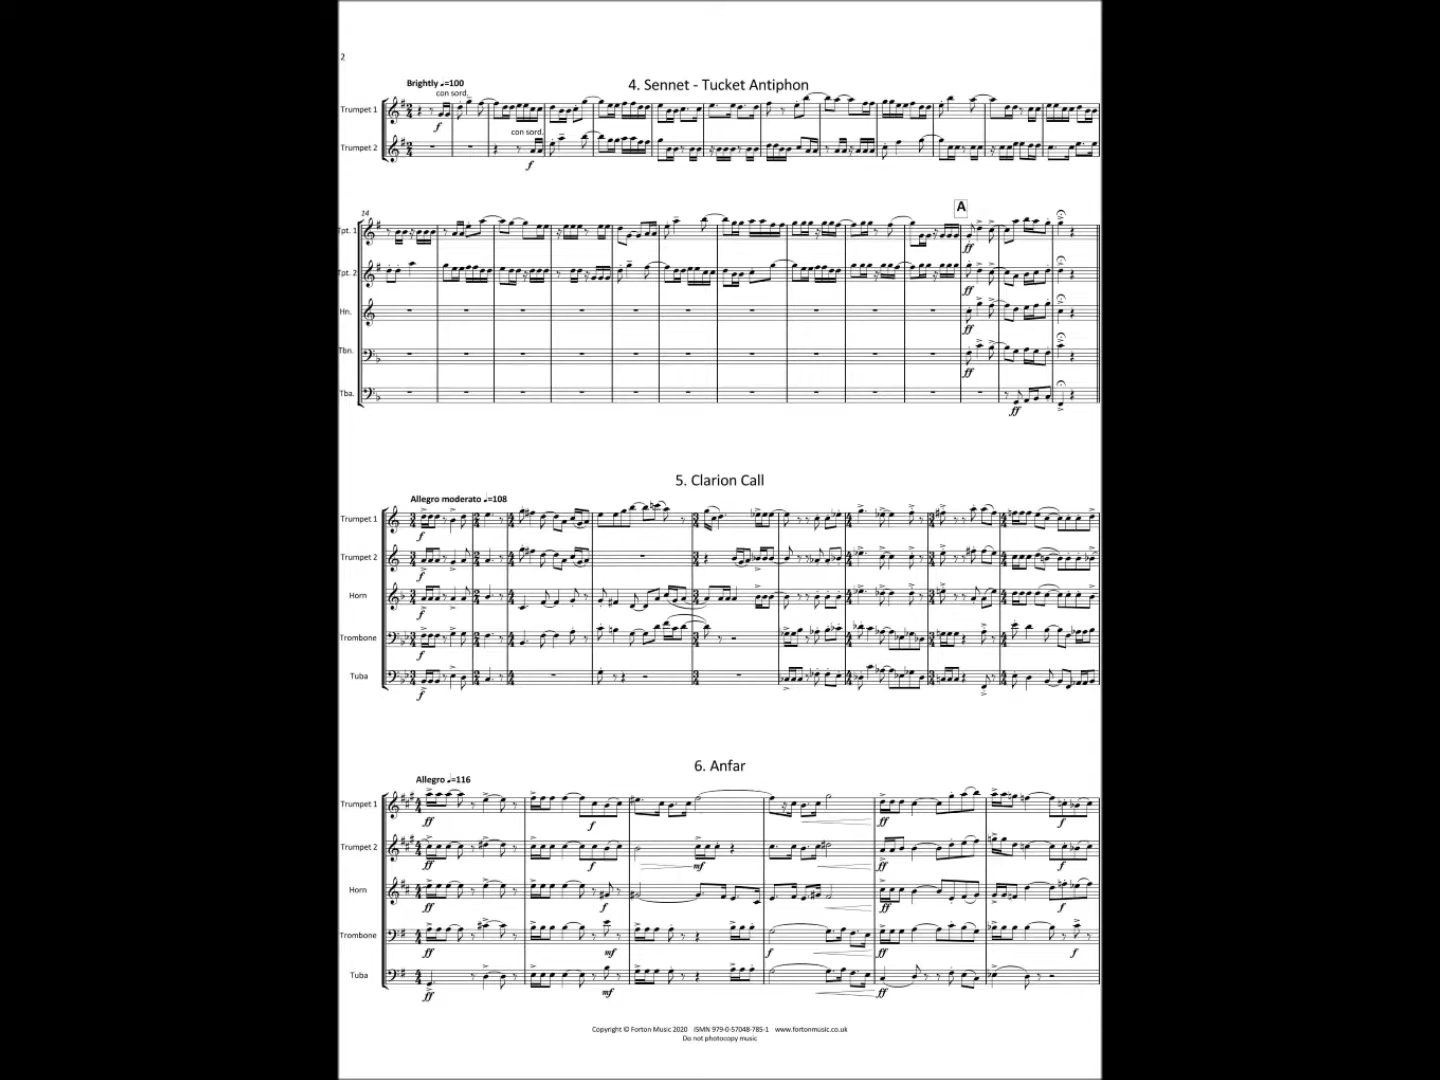 2
4. Sennet - Tucket Antiphon
Brightly ♩=100
con sord.
Trumpet 1
f
con sord.
Trumpet 2
f
14
A
Tpt. 1
ff
Tpt. 2
ff
Hn.
ff
Tbn.
ff
Tba.
ff
5. Clarion Call
Allegro moderato ♩=108
Trumpet 1
f
Trumpet 2
f
Horn
f
Trombone
f
Tuba
f
6. Anfar
Allegro ♩=116
Trumpet 1
ff f ff f
Trumpet 2
ff f mf ff f
Horn
ff f ff f
Trombone
ff mf f ff f
Tuba
ff mf ff
Copyright © Forton Music 2020 ISMN 979-0-57048-785-1 www.fortonmusic.co.uk
Do not photocopy music